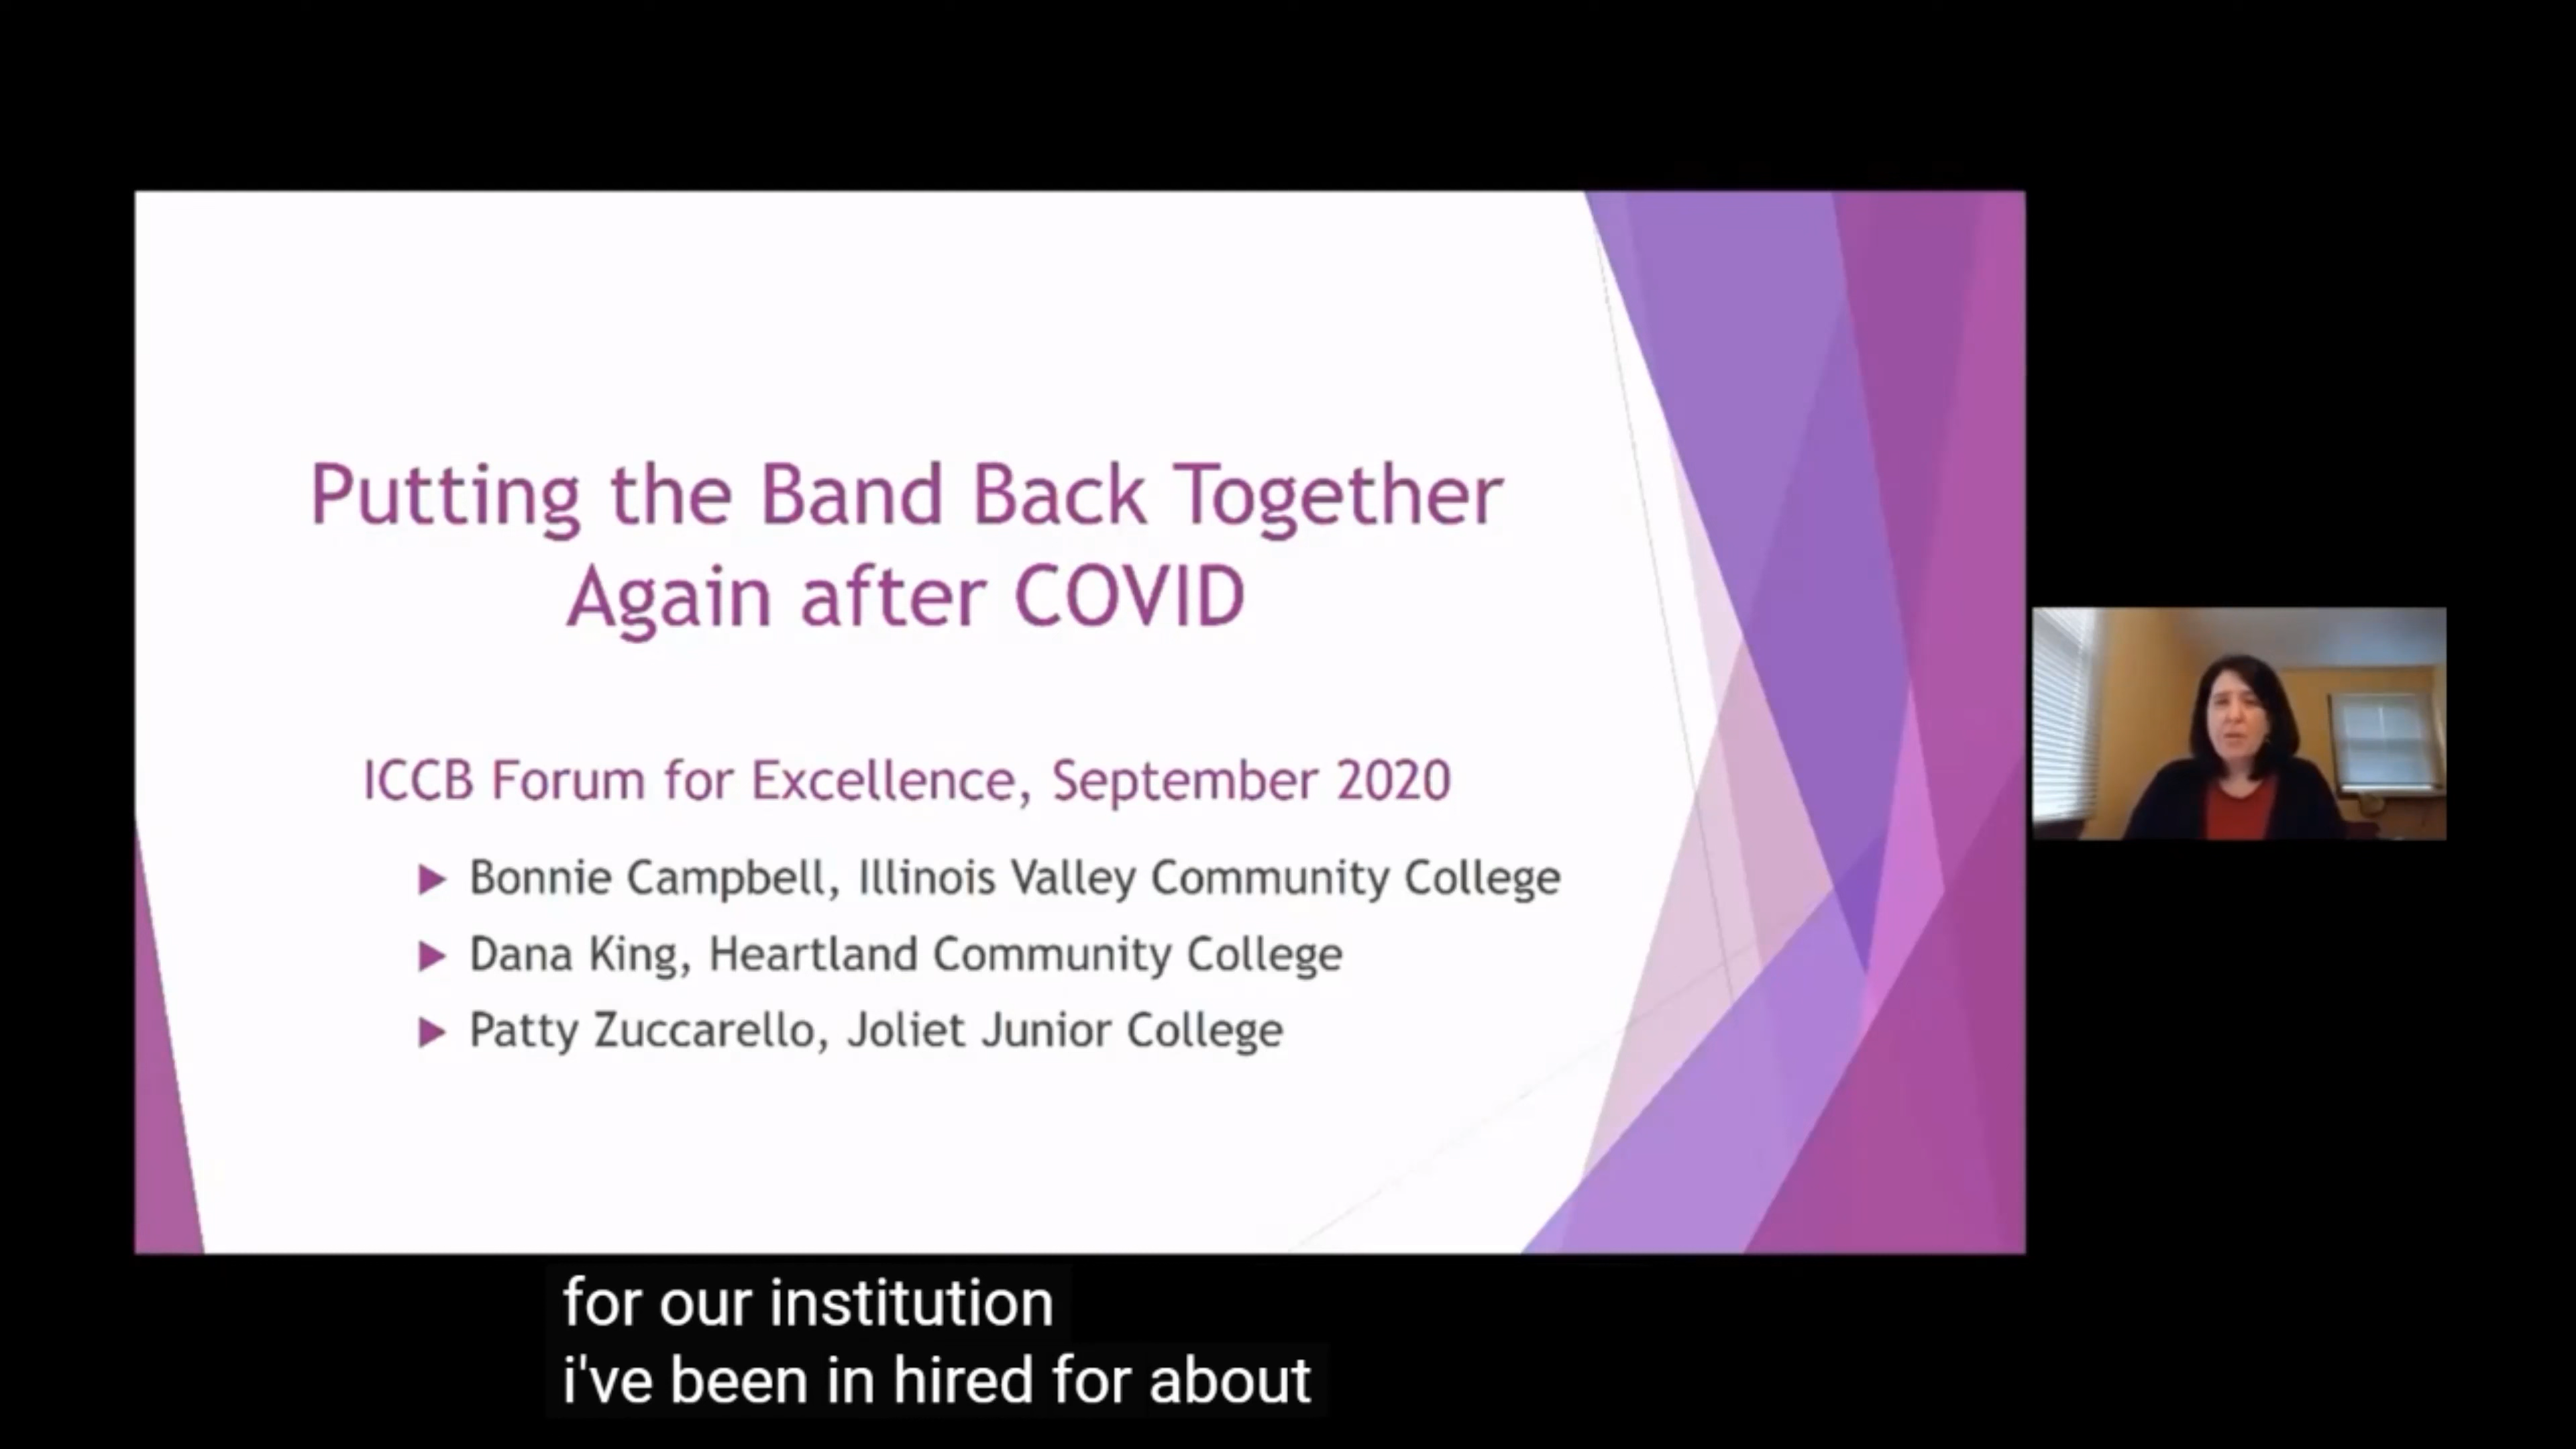 Putting the Band Back Together
Again after COVID
ICCB Forum for Excellence, September 2020
Bonnie Campbell, Illinois Valley Community College
Dana King, Heartland Community College
Patty Zuccarello, Joliet Junior College
for our institution
i've been in hired for about